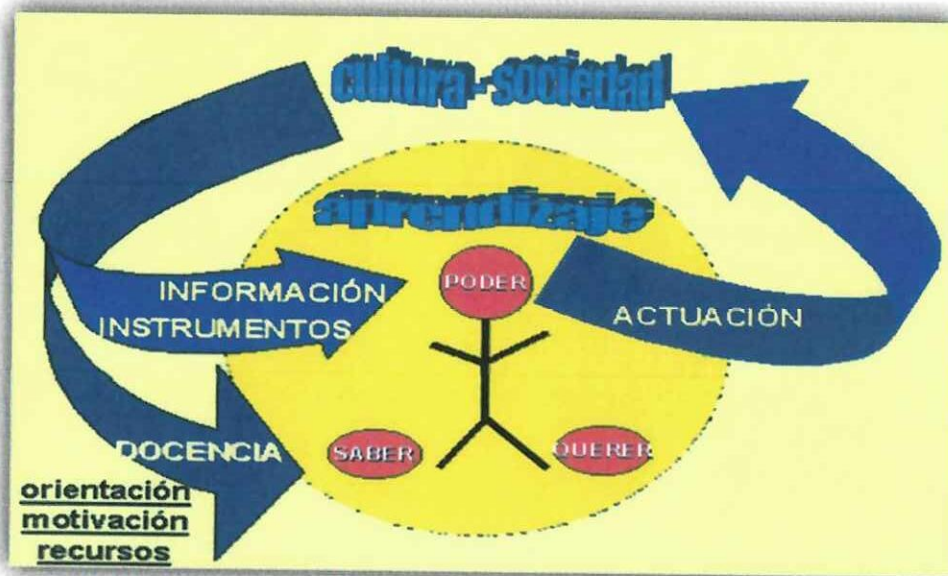 cultura - sociedad
aprendizaje
PODER
INFORMACIÓN
INSTRUMENTOS
ACTUACIÓN
DOCENCIA
SABER
QUERER
orientación
motivación
recursos